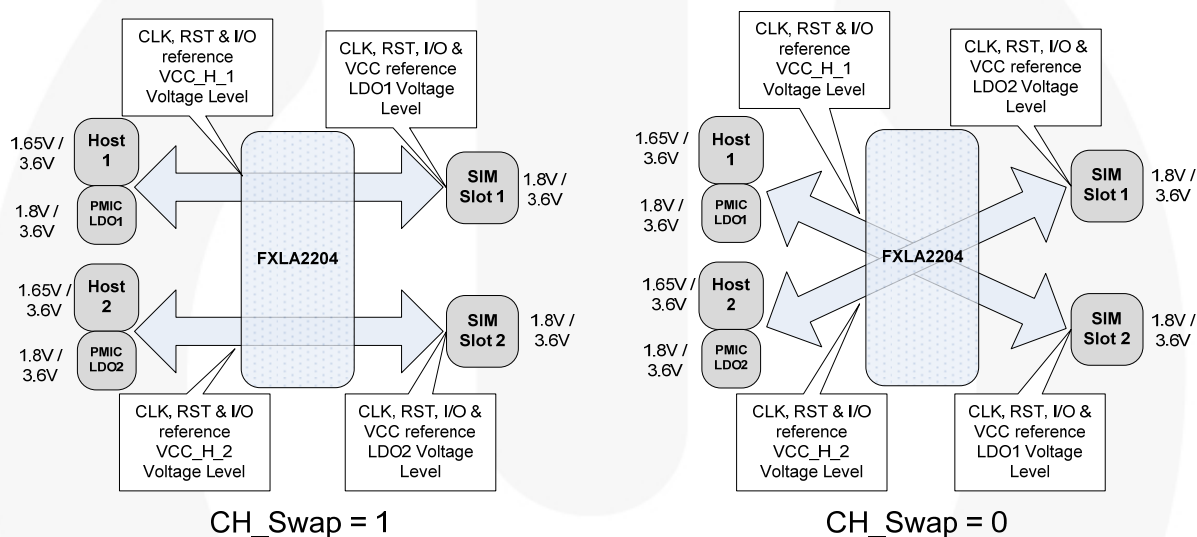 CLK, RST & I/O
reference
VCC_H_1
Voltage Level
CLK, RST, I/O &
VCC reference
LDO1 Voltage
Level
1.65V /
3.6V
Host
1
1.8V /
3.6V
PMIC
LDO1
SIM
Slot 1
1.8V /
3.6V
FXLA2204
1.65V /
3.6V
Host
2
1.8V /
3.6V
PMIC
LDO2
SIM
Slot 2
1.8V /
3.6V
CLK, RST & I/O
reference
VCC_H_2
Voltage Level
CLK, RST, I/O &
VCC reference
LDO2 Voltage
Level
CH_Swap = 1
CLK, RST & I/O
reference
VCC_H_1
Voltage Level
CLK, RST, I/O &
VCC reference
LDO2 Voltage
Level
1.65V /
3.6V
Host
1
1.8V /
3.6V
PMIC
LDO1
SIM
Slot 1
1.8V /
3.6V
FXLA2204
1.65V /
3.6V
Host
2
1.8V /
3.6V
PMIC
LDO2
SIM
Slot 2
1.8V /
3.6V
CLK, RST & I/O
reference
VCC_H_2
Voltage Level
CLK, RST, I/O &
VCC reference
LDO1 Voltage
Level
CH_Swap = 0